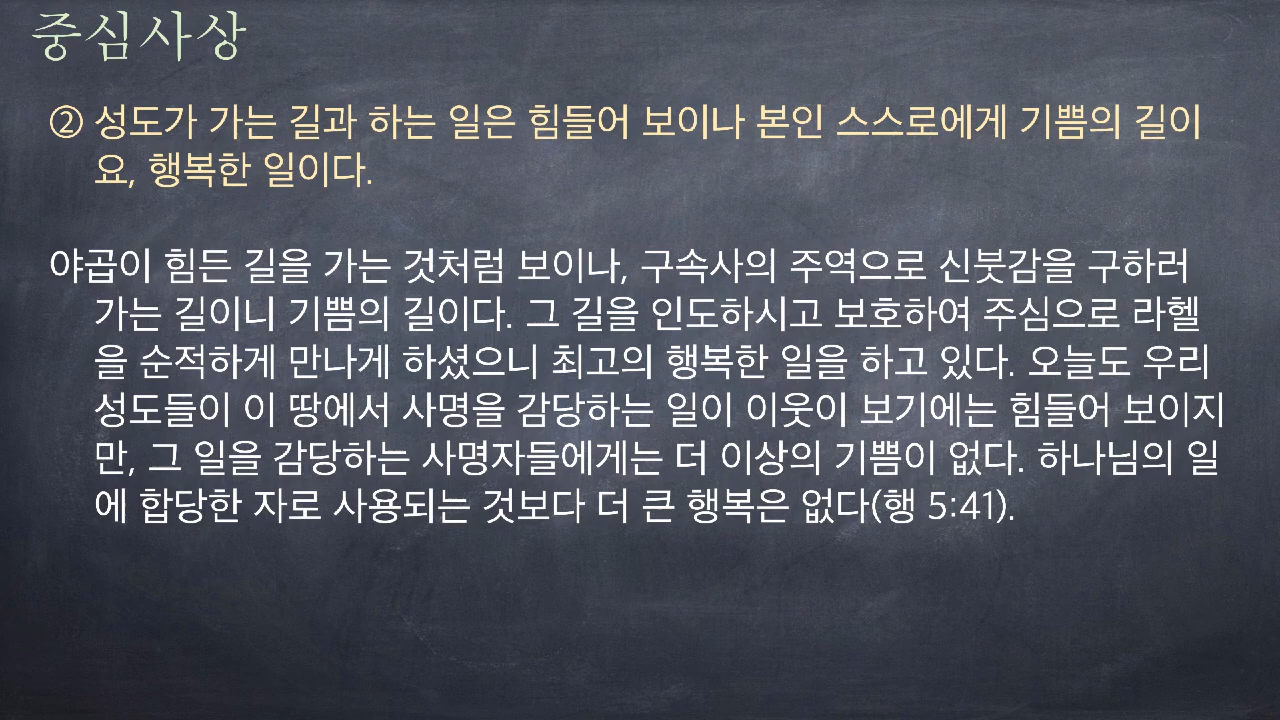 중심사상
② 성도가 가는 길과 하는 일은 힘들어 보이나 본인 스스로에게 기쁨의 길이
요, 행복한 일이다.
야곱이 힘든 길을 가는 것처럼 보이나, 구속사의 주역으로 신붓감을 구하러
가는 길이니 기쁨의 길이다. 그 길을 인도하시고 보호하여 주심으로 라헬
을 순적하게 만나게 하셨으니 최고의 행복한 일을 하고 있다. 오늘도 우리
성도들이 이 땅에서 사명을 감당하는 일이 이웃이 보기에는 힘들어 보이지
만, 그 일을 감당하는 사명자들에게는 더 이상의 기쁨이 없다. 하나님의 일
에 합당한 자로 사용되는 것보다 더 큰 행복은 없다(행 5:41).